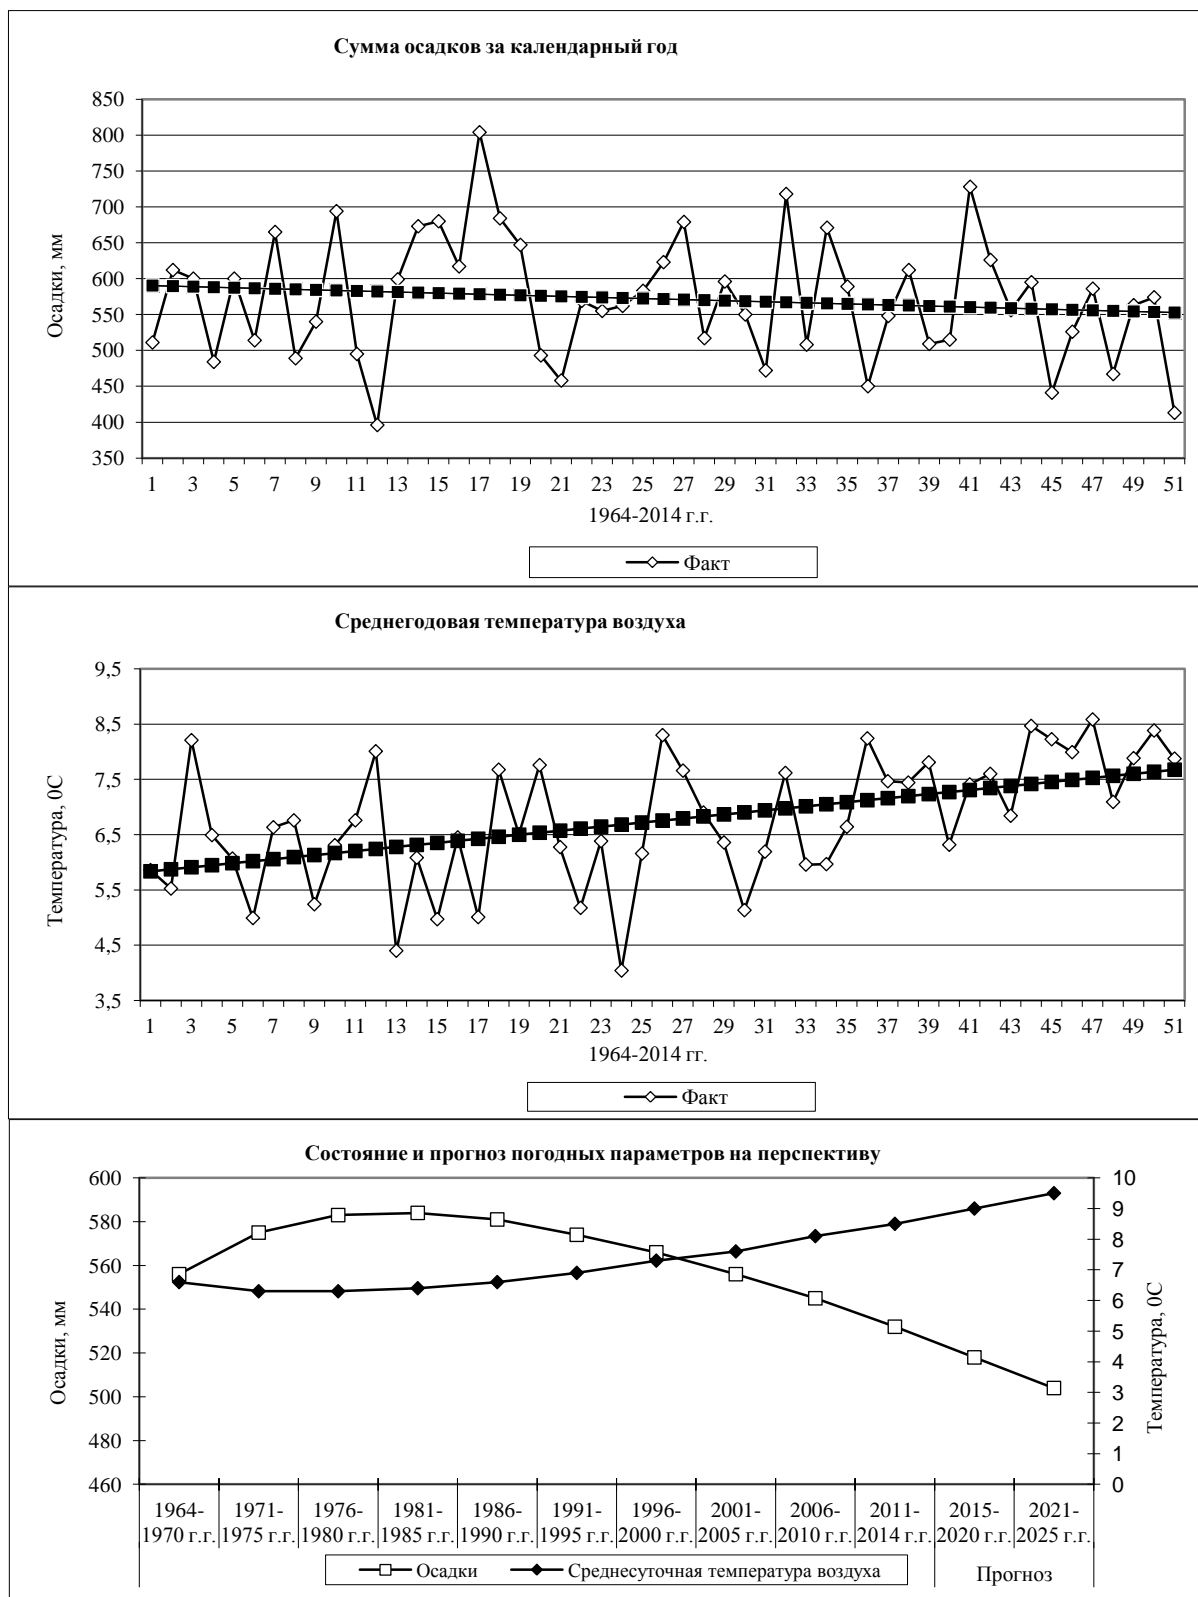 Сумма осадков за календарный год
850
800
750
700
650
600
550
500
450
400
350
Осадки, мм
1 3 5 7 9 11 13 15 17 19 21 23 25 27 29 31 33 35 37 39 41 43 45 47 49 51
1964-2014 г.г.
Факт
Среднегодовая температура воздуха
9,5
8,5
7,5
6,5
5,5
4,5
3,5
Температура, 0С
1 3 5 7 9 11 13 15 17 19 21 23 25 27 29 31 33 35 37 39 41 43 45 47 49 51
1964-2014 гг.
Факт
Состояние и прогноз погодных параметров на перспективу
600
580
560
540
520
500
480
460
Осадки, мм
10
9
8
7
6
5
4
3
2
1
0
Температура, 0С
1964- 1971- 1976- 1981- 1986- 1991- 1996- 2001- 2006- 2011- 2015- 2021-
1970 г.г. 1975 г.г. 1980 г.г. 1985 г.г. 1990 г.г. 1995 г.г. 2000 г.г. 2005 г.г. 2010 г.г. 2014 г.г. 2020 г.г. 2025 г.г.
Осадки Среднесуточная температура воздуха Прогноз